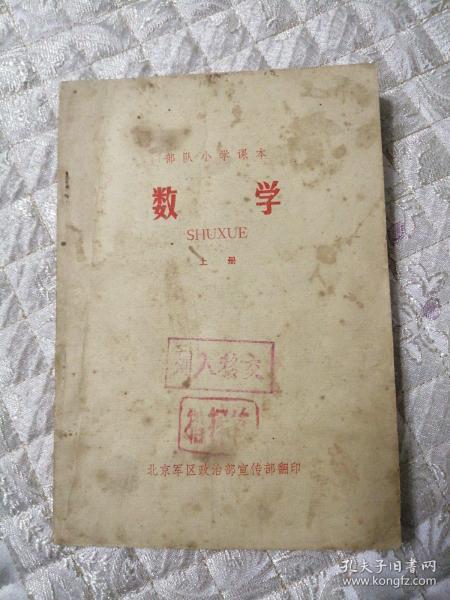 部队小学课本
数学
SHUXUE
上册
列入移交
北京军区政治部宣传部翻印
孔夫子旧书网
www.kongfz.com